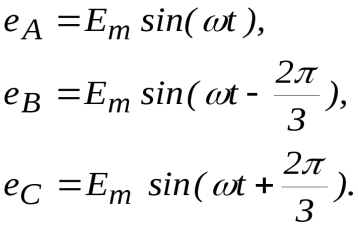 e_A = E_m sin( ωt ),
e_B = E_m sin( ωt - 2π/3 ),
e_C = E_m sin( ωt + 2π/3 ).